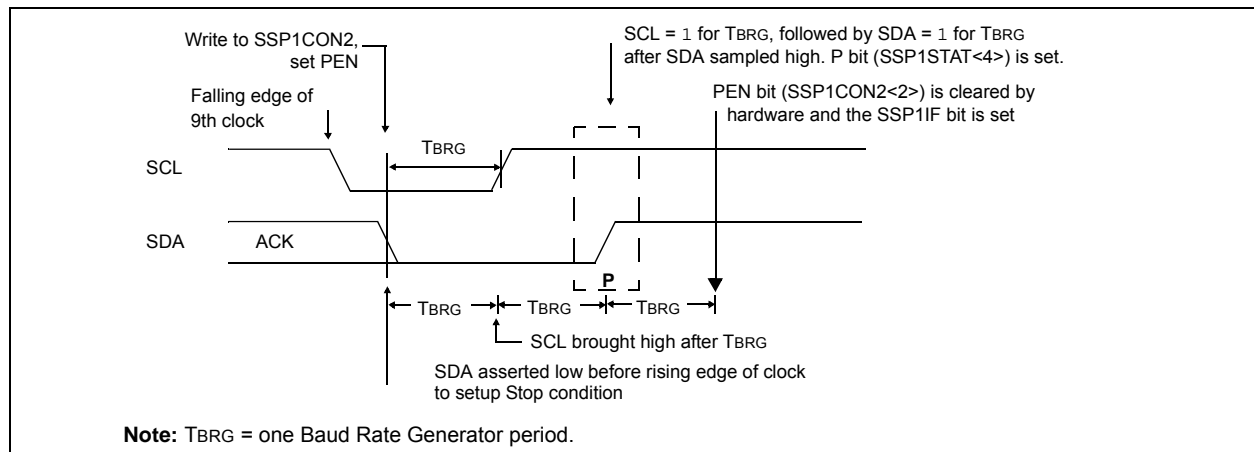 Write to SSP1CON2,
set PEN
SCL = 1 for TBRG, followed by SDA = 1 for TBRG
after SDA sampled high. P bit (SSP1STAT<4>) is set.
Falling edge of
9th clock
PEN bit (SSP1CON2<2>) is cleared by
hardware and the SSP1IF bit is set
TBRG
SCL
SDA
ACK
P
TBRG
TBRG
TBRG
SCL brought high after TBRG
SDA asserted low before rising edge of clock
to setup Stop condition
Note: TBRG = one Baud Rate Generator period.